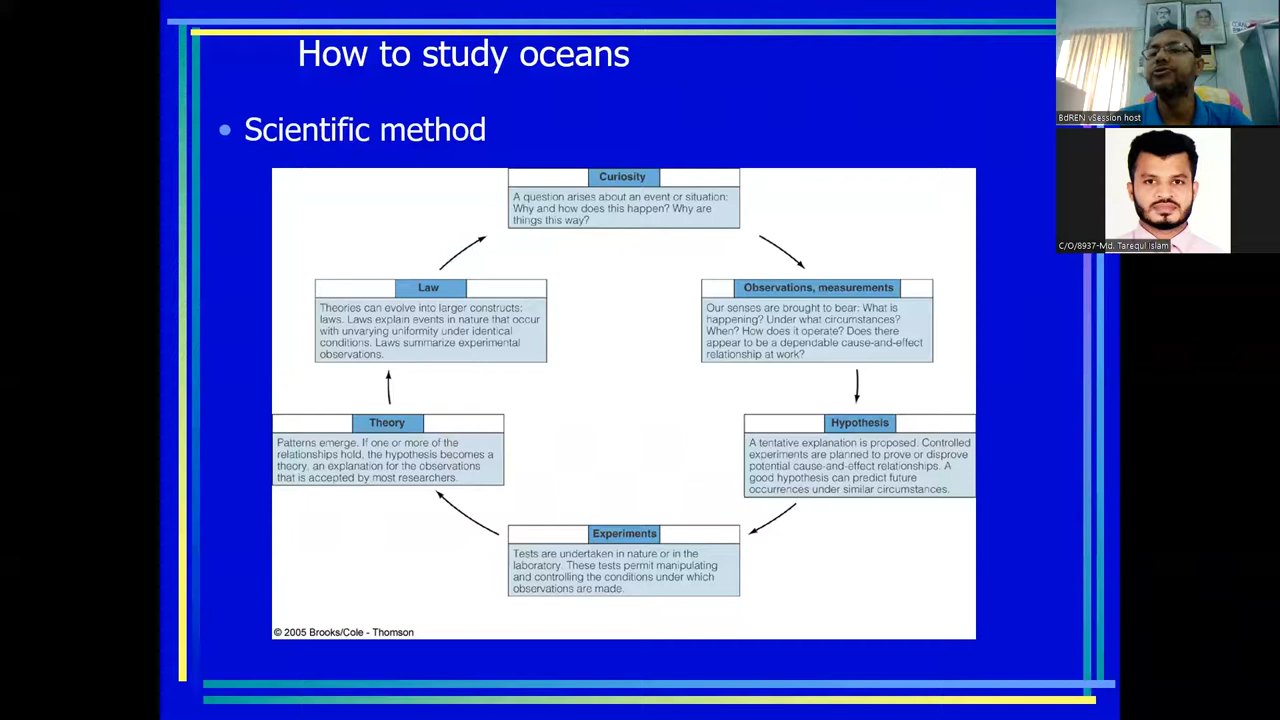 How to study oceans
Scientific method
Curiosity
A question arises about an event or situation:
Why and how does this happen? Why are
things this way?
Law
Theories can evolve into larger constructs:
laws. Laws explain events in nature that occur
with unvarying uniformity under identical
conditions. Laws summarize experimental
observations.
Observations, measurements
Our senses are brought to bear: What is
happening? Under what circumstances?
When? How does it operate? Does there
appear to be a dependable cause-and-effect
relationship at work?
Theory
Patterns emerge. If one or more of the
relationships hold, the hypothesis becomes a
theory, an explanation for the observations
that is accepted by most researchers.
Hypothesis
A tentative explanation is proposed. Controlled
experiments are planned to prove or disprove
potential cause-and-effect relationships. A
good hypothesis can predict future
occurrences under similar circumstances.
Experiments
Tests are undertaken in nature or in the
laboratory. These tests permit manipulating
and controlling the conditions under which
observations are made.
© 2005 Brooks/Cole - Thomson
BdREN vSession host
C/O/8937-Md. Tarequl Islam